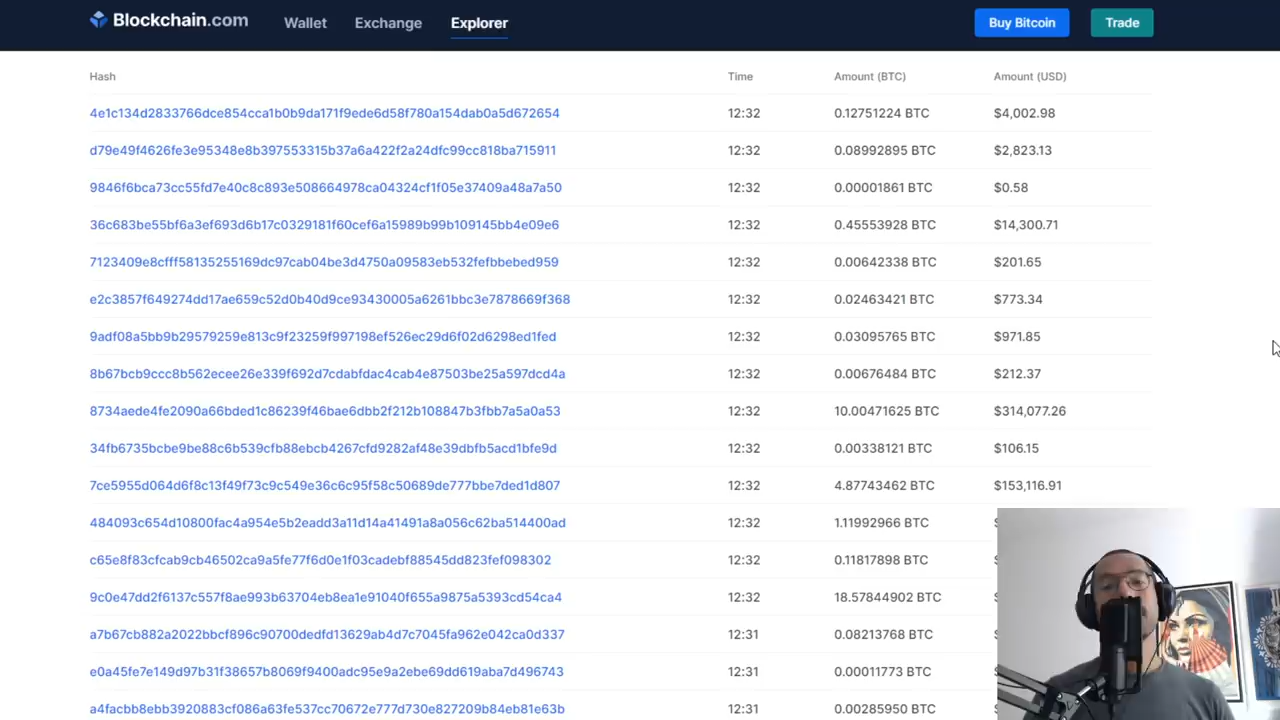 Blockchain.com Wallet Exchange Explorer Buy Bitcoin Trade
Hash Time Amount (BTC) Amount (USD)
4e1c134d2833766dce854cca1b0b9da171f9ede6d58f780a154dab0a5d672654 12:32 0.12751224 BTC $4,002.98
d79e49f4626fe3e95348e8b397553315b37a6a422f2a24dfc99cc818ba715911 12:32 0.08992895 BTC $2,823.13
9846f6bca73cc55fd7e40c8c893e508664978ca04324cf1f05e37409a48a7a50 12:32 0.00001861 BTC $0.58
36c683be55bf6a3ef693d6b17c0329181f60cef6a15989b99b109145bb4e09e6 12:32 0.45553928 BTC $14,300.71
7123409e8cfff58135255169dc97cab04be3d4750a09583eb532fefbbebed959 12:32 0.00642338 BTC $201.65
e2c3857f649274dd17ae659c52d0b40d9ce93430005a6261bbc3e7878669f368 12:32 0.02463421 BTC $773.34
9adf08a5bb9b29579259e813c9f23259f997198ef526ec29d6f02d6298ed1fed 12:32 0.03095765 BTC $971.85
8b67bcb9ccc8b562ecee26e339f692d7cdabfdac4cab4e87503be25a597dcd4a 12:32 0.00676484 BTC $212.37
8734aede4fe2090a66bded1c86239f46bae6dbb2f212b108847b3fbb7a5a0a53 12:32 10.00471625 BTC $314,077.26
34fb6735bcbe9be88c6b539cfb88ebcb4267cfd9282af48e39dbfb5acd1bfe9d 12:32 0.00338121 BTC $106.15
7ce5955d064d6f8c13f49f73c9c549e36c6c95f58c50689de777bbe7ded1d807 12:32 4.87743462 BTC $153,116.91
484093c654d10800fac4a954e5b2eadd3a11d14a41491a8a056c62ba514400ad 12:32 1.11992966 BTC
c65e8f83cfcab9cb46502ca9a5fe77f6d0e1f03cadebf88545dd823fef098302 12:32 0.11817898 BTC
9c0e47dd2f6137c557f8ae993b63704eb8ea1e91040f655a9875a5393cd54ca4 12:32 18.57844902 BTC
a7b67cb882a2022bbcf896c90700dedfd13629ab4d7c7045fa962e042ca0d337 12:31 0.08213768 BTC
e0a45fe7e149d97b31f38657b8069f9400adc95e9a2ebe69dd619aba7d496743 12:31 0.00011773 BTC
a4facbb8ebb3920883cf086a63fe537cc70672e777d730e827209b84eb81e63b 12:31 0.00285950 BTC